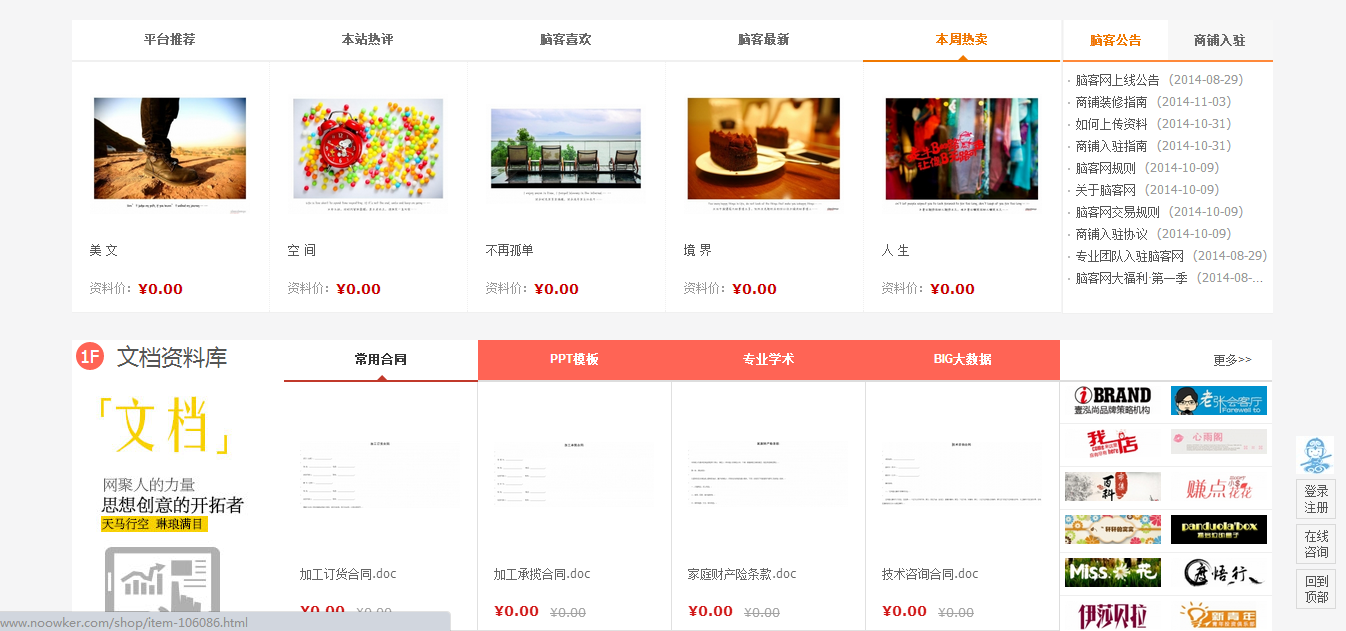 平台推荐
本站热评
脑客喜欢
脑客最新
本周热卖
脑客公告
商铺入驻
美 文
资料价：¥0.00
空 间
资料价：¥0.00
不再孤单
资料价：¥0.00
境 界
资料价：¥0.00
人 生
资料价：¥0.00
· 脑客网上线公告 （2014-08-29）
· 商铺装修指南 （2014-11-03）
· 如何上传资料 （2014-10-31）
· 商铺入驻指南 （2014-10-31）
· 脑客网规则 （2014-10-09）
· 关于脑客网 （2014-10-09）
· 脑客网交易规则 （2014-10-09）
· 商铺入驻协议 （2014-10-09）
· 专业团队入驻脑客网 （2014-08-29）
· 脑客网大福利·第一季 （2014-08-...
1F 文档资料库
常用合同
PPT模板
专业学术
BIG大数据
更多>>
「文档」
网聚人的力量
思想创意的开拓者
天马行空 琳琅满目
加工订货合同.doc
¥0.00 ¥0.00
加工承揽合同.doc
¥0.00 ¥0.00
家庭财产险条款.doc
¥0.00 ¥0.00
技术咨询合同.doc
¥0.00 ¥0.00
iBRAND
壹泓尚品牌策略机构
老张会客厅
Farewell to
心雨阁
百科
赚点花花
panduola'box
Miss 花
悟行
伊莎贝拉
新青年
登录
注册
在线
咨询
回到
顶部
www.noowker.com/shop/item-106086.html